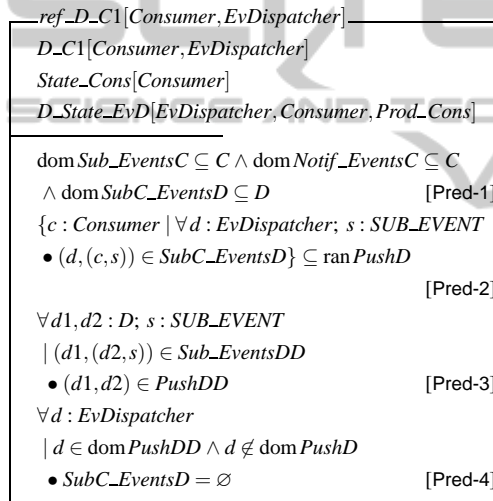 ref_D_C1[Consumer,EvDispatcher]
D_C1[Consumer,EvDispatcher]
State_Cons[Consumer]
D_State_EvD[EvDispatcher,Consumer,Prod_Cons]
dom Sub_EventsC ⊆ C ∧ dom Notif_EventsC ⊆ C
∧ dom SubC_EventsD ⊆ D [Pred-1]
{c : Consumer | ∀ d : EvDispatcher; s : SUB_EVENT
• (d,(c,s)) ∈ SubC_EventsD} ⊆ ran PushD
[Pred-2]
∀ d1,d2 : D; s : SUB_EVENT
| (d1,(d2,s)) ∈ Sub_EventsDD
• (d1,d2) ∈ PushDD [Pred-3]
∀ d : EvDispatcher
| d ∈ dom PushDD ∧ d ∉ dom PushD
• SubC_EventsD = ∅ [Pred-4]